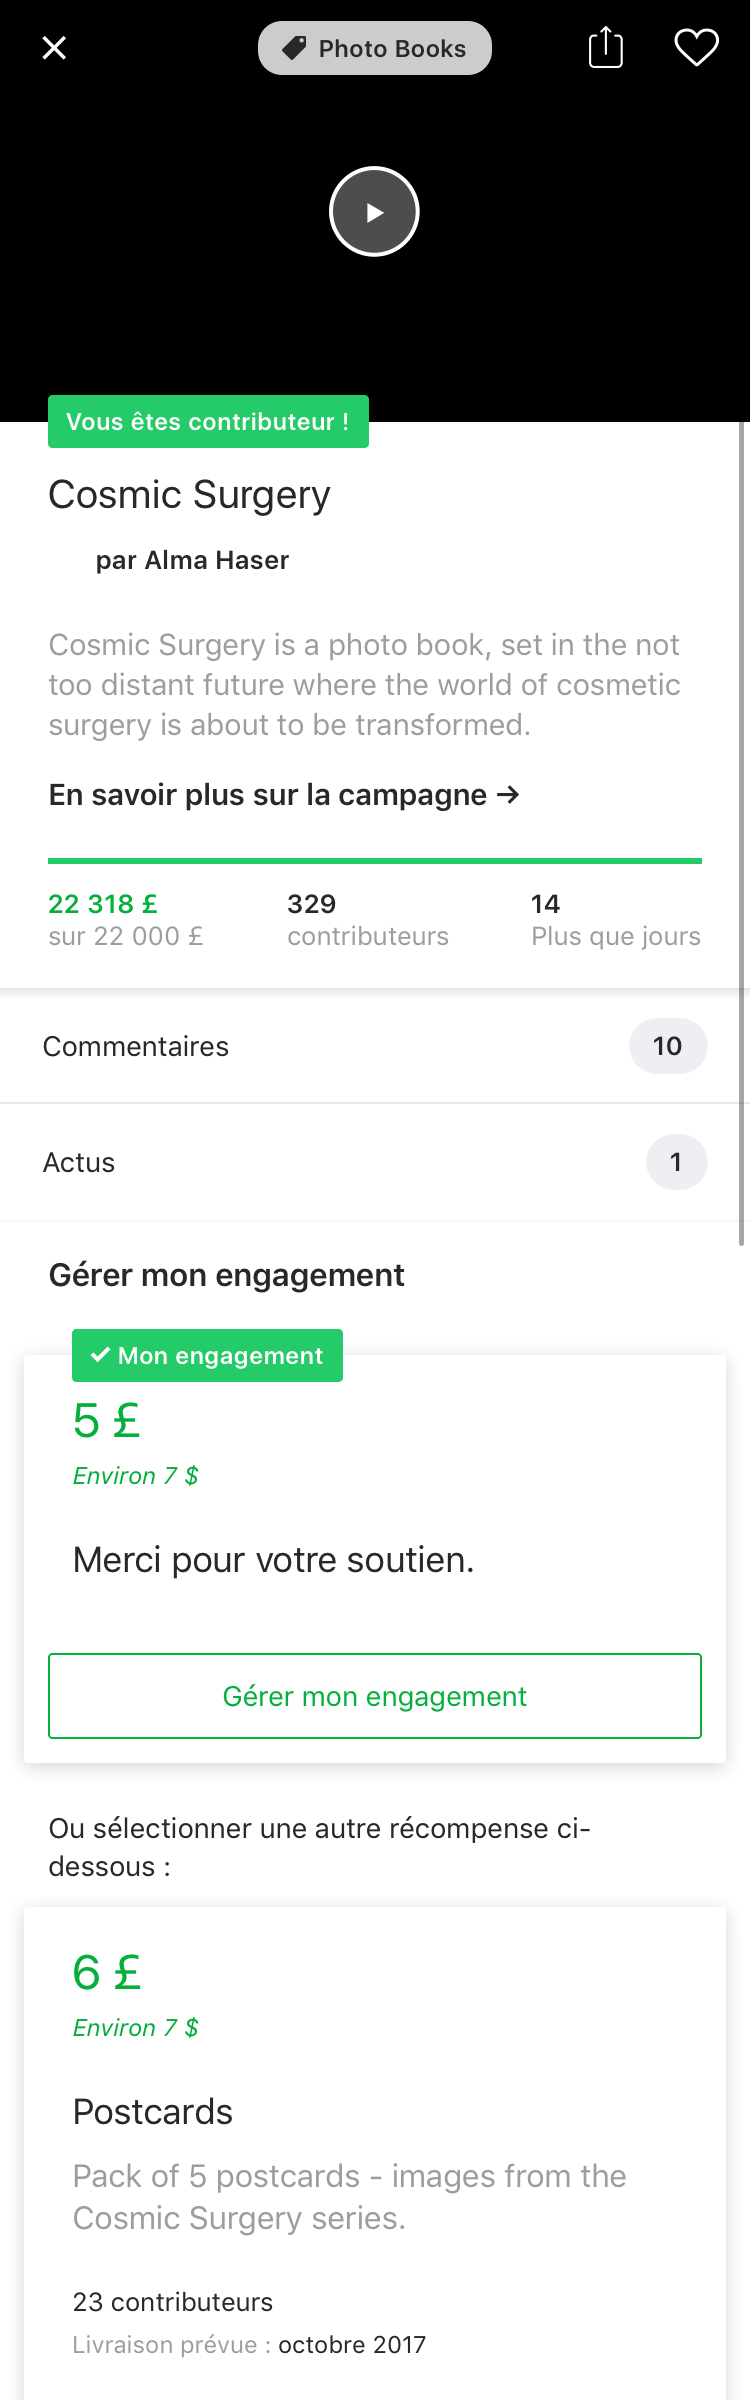 Photo Books
Vous êtes contributeur !
Cosmic Surgery
par Alma Haser
Cosmic Surgery is a photo book, set in the not
too distant future where the world of cosmetic
surgery is about to be transformed.
En savoir plus sur la campagne →
22 318 £
sur 22 000 £
329
contributeurs
14
Plus que jours
Commentaires
10
Actus
1
Gérer mon engagement
Mon engagement
5 £
Environ 7 $
Merci pour votre soutien.
Gérer mon engagement
Ou sélectionner une autre récompense ci-
dessous :
6 £
Environ 7 $
Postcards
Pack of 5 postcards - images from the
Cosmic Surgery series.
23 contributeurs
Livraison prévue : octobre 2017